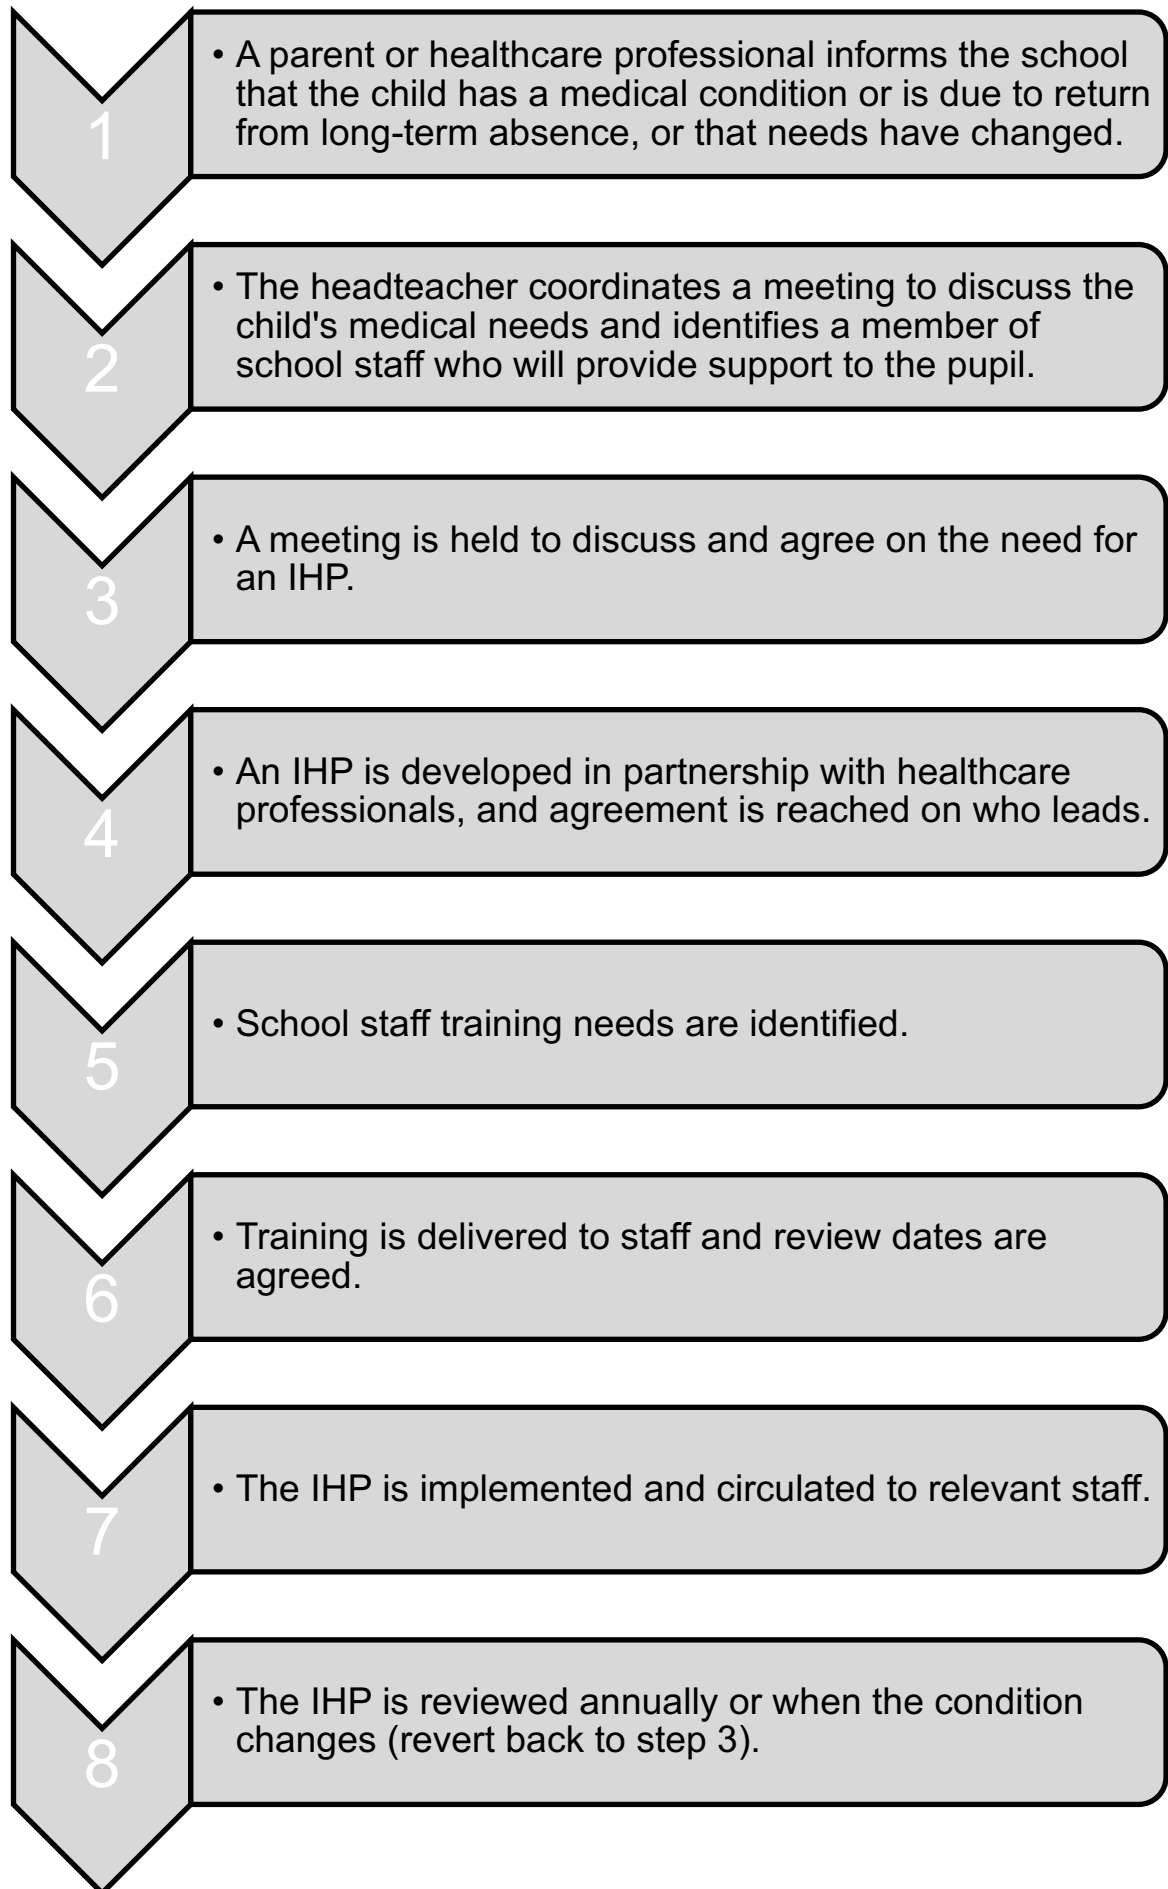 1
• A parent or healthcare professional informs the school
that the child has a medical condition or is due to return
from long-term absence, or that needs have changed.
2
• The headteacher coordinates a meeting to discuss the
child's medical needs and identifies a member of
school staff who will provide support to the pupil.
3
• A meeting is held to discuss and agree on the need for
an IHP.
4
• An IHP is developed in partnership with healthcare
professionals, and agreement is reached on who leads.
5
• School staff training needs are identified.
6
• Training is delivered to staff and review dates are
agreed.
7
• The IHP is implemented and circulated to relevant staff.
8
• The IHP is reviewed annually or when the condition
changes (revert back to step 3).